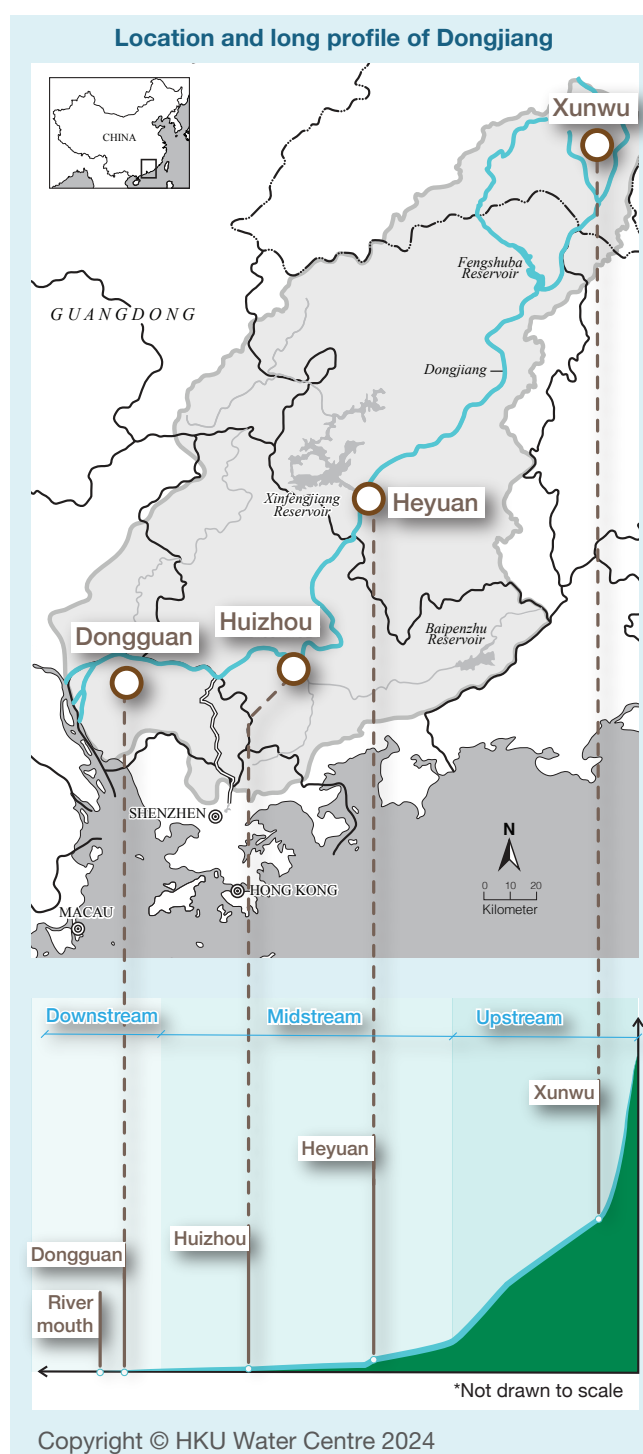 Location and long profile of Dongjiang
CHINA
Xunwu
Fengshuba
Reservoir
GUANGDONG
Dongjiang
Xinfengjiang
Reservoir
Heyuan
Huizhou
Dongguan
Baipenzhu
Reservoir
SHENZHEN
HONG KONG
MACAU
N
0 10 20
Kilometer
Downstream
Midstream
Upstream
Xunwu
Heyuan
Huizhou
Dongguan
River
mouth
*Not drawn to scale
Copyright © HKU Water Centre 2024